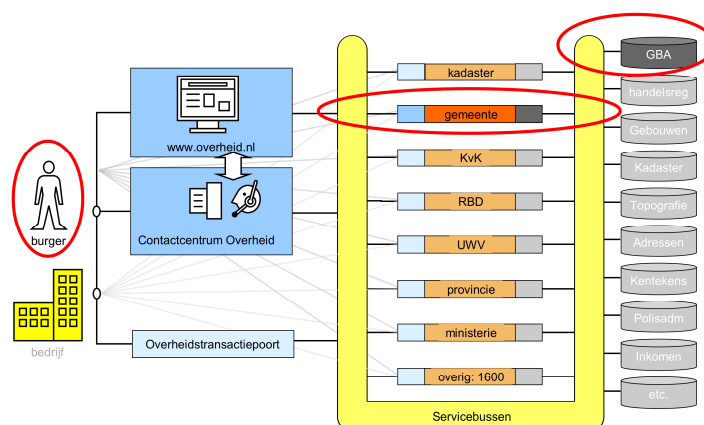 www.overheid.nl
Contactcentrum Overheid
Overheidstransactiepoort
burger
bedrijf
kadaster
gemeente
KvK
RBD
UWV
provincie
ministerie
overig: 1600
Servicebussen
GBA
handelsreg
Gebouwen
Kadaster
Topografie
Adressen
Kentekens
Polisadm
Inkomen
etc.